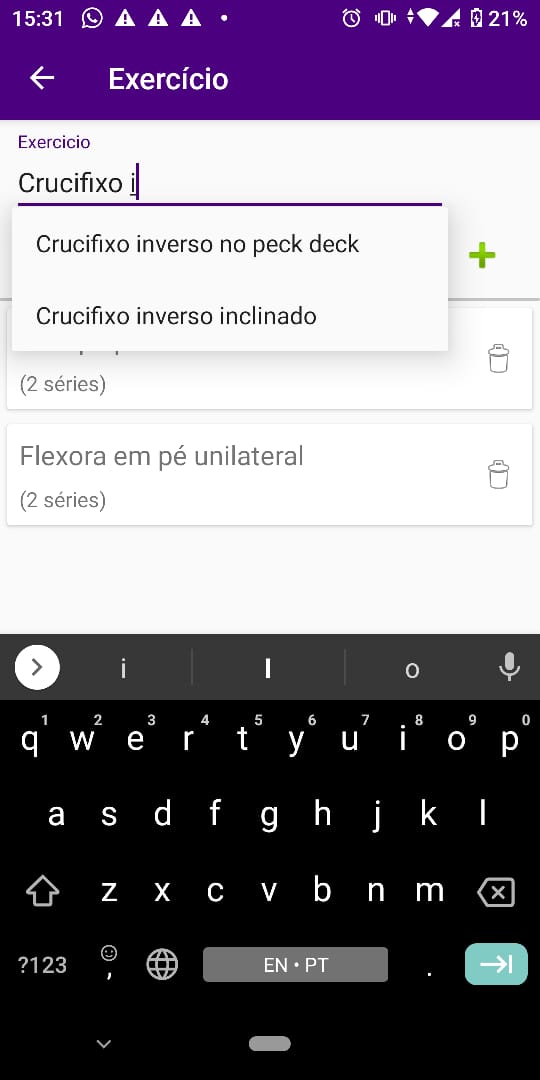 15:31
21%
Exercício
Exercicio
Crucifixo i
Crucifixo inverso no peck deck
Crucifixo inverso inclinado
(2 séries)
Flexora em pé unilateral
(2 séries)
i
I
o
1 2 3 4 5 6 7 8 9 0
q w e r t y u i o p
a s d f g h j k l
z x c v b n m
?123 , EN • PT .